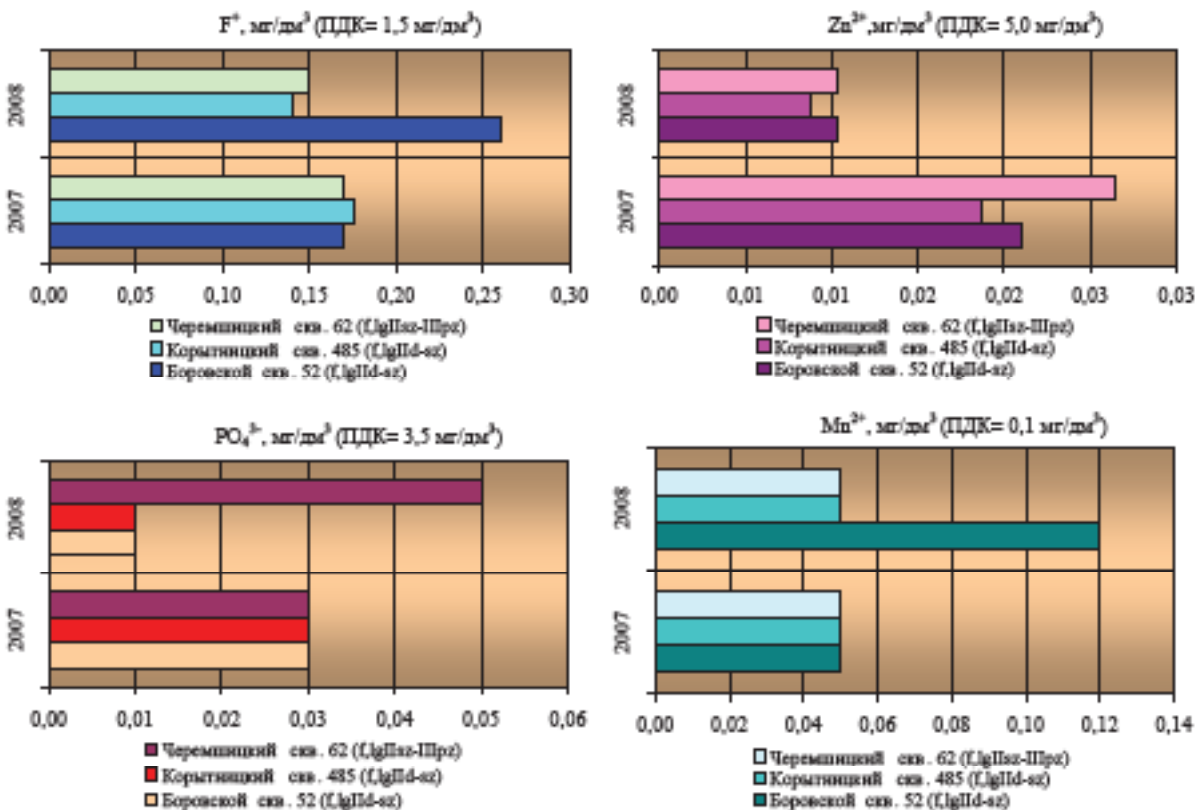 F⁺, мг/дм³ (ПДК= 1,5 мг/дм³)
2008
2007
0,00 0,05 0,10 0,15 0,20 0,25 0,30
Черемшицкий скв. 62 (f,lgIIsz-IIIpz)
Корытницкий скв. 485 (f,lgIId-sz)
Боровской скв. 52 (f,lgIId-sz)
Zn²⁺,мг/дм³ (ПДК= 5,0 мг/дм³)
2008
2007
0,00 0,01 0,01 0,02 0,02 0,03 0,03
Черемшицкий скв. 62 (f,lgIIsz-IIIpz)
Корытницкий скв. 485 (f,lgIId-sz)
Боровской скв. 52 (f,lgIId-sz)
PO₄³⁻, мг/дм³ (ПДК= 3,5 мг/дм³)
2008
2007
0,00 0,01 0,02 0,03 0,04 0,05 0,06
Черемшицкий скв. 62 (f,lgIIsz-IIIpz)
Корытницкий скв. 485 (f,lgIId-sz)
Боровской скв. 52 (f,lgIId-sz)
Mn²⁺, мг/дм³ (ПДК= 0,1 мг/дм³)
2008
2007
0,00 0,02 0,04 0,06 0,08 0,10 0,12 0,14
Черемшицкий скв. 62 (f,lgIIsz-IIIpz)
Корытницкий скв. 485 (f,lgIId-sz)
Боровской скв. 52 (f,lgIId-sz)